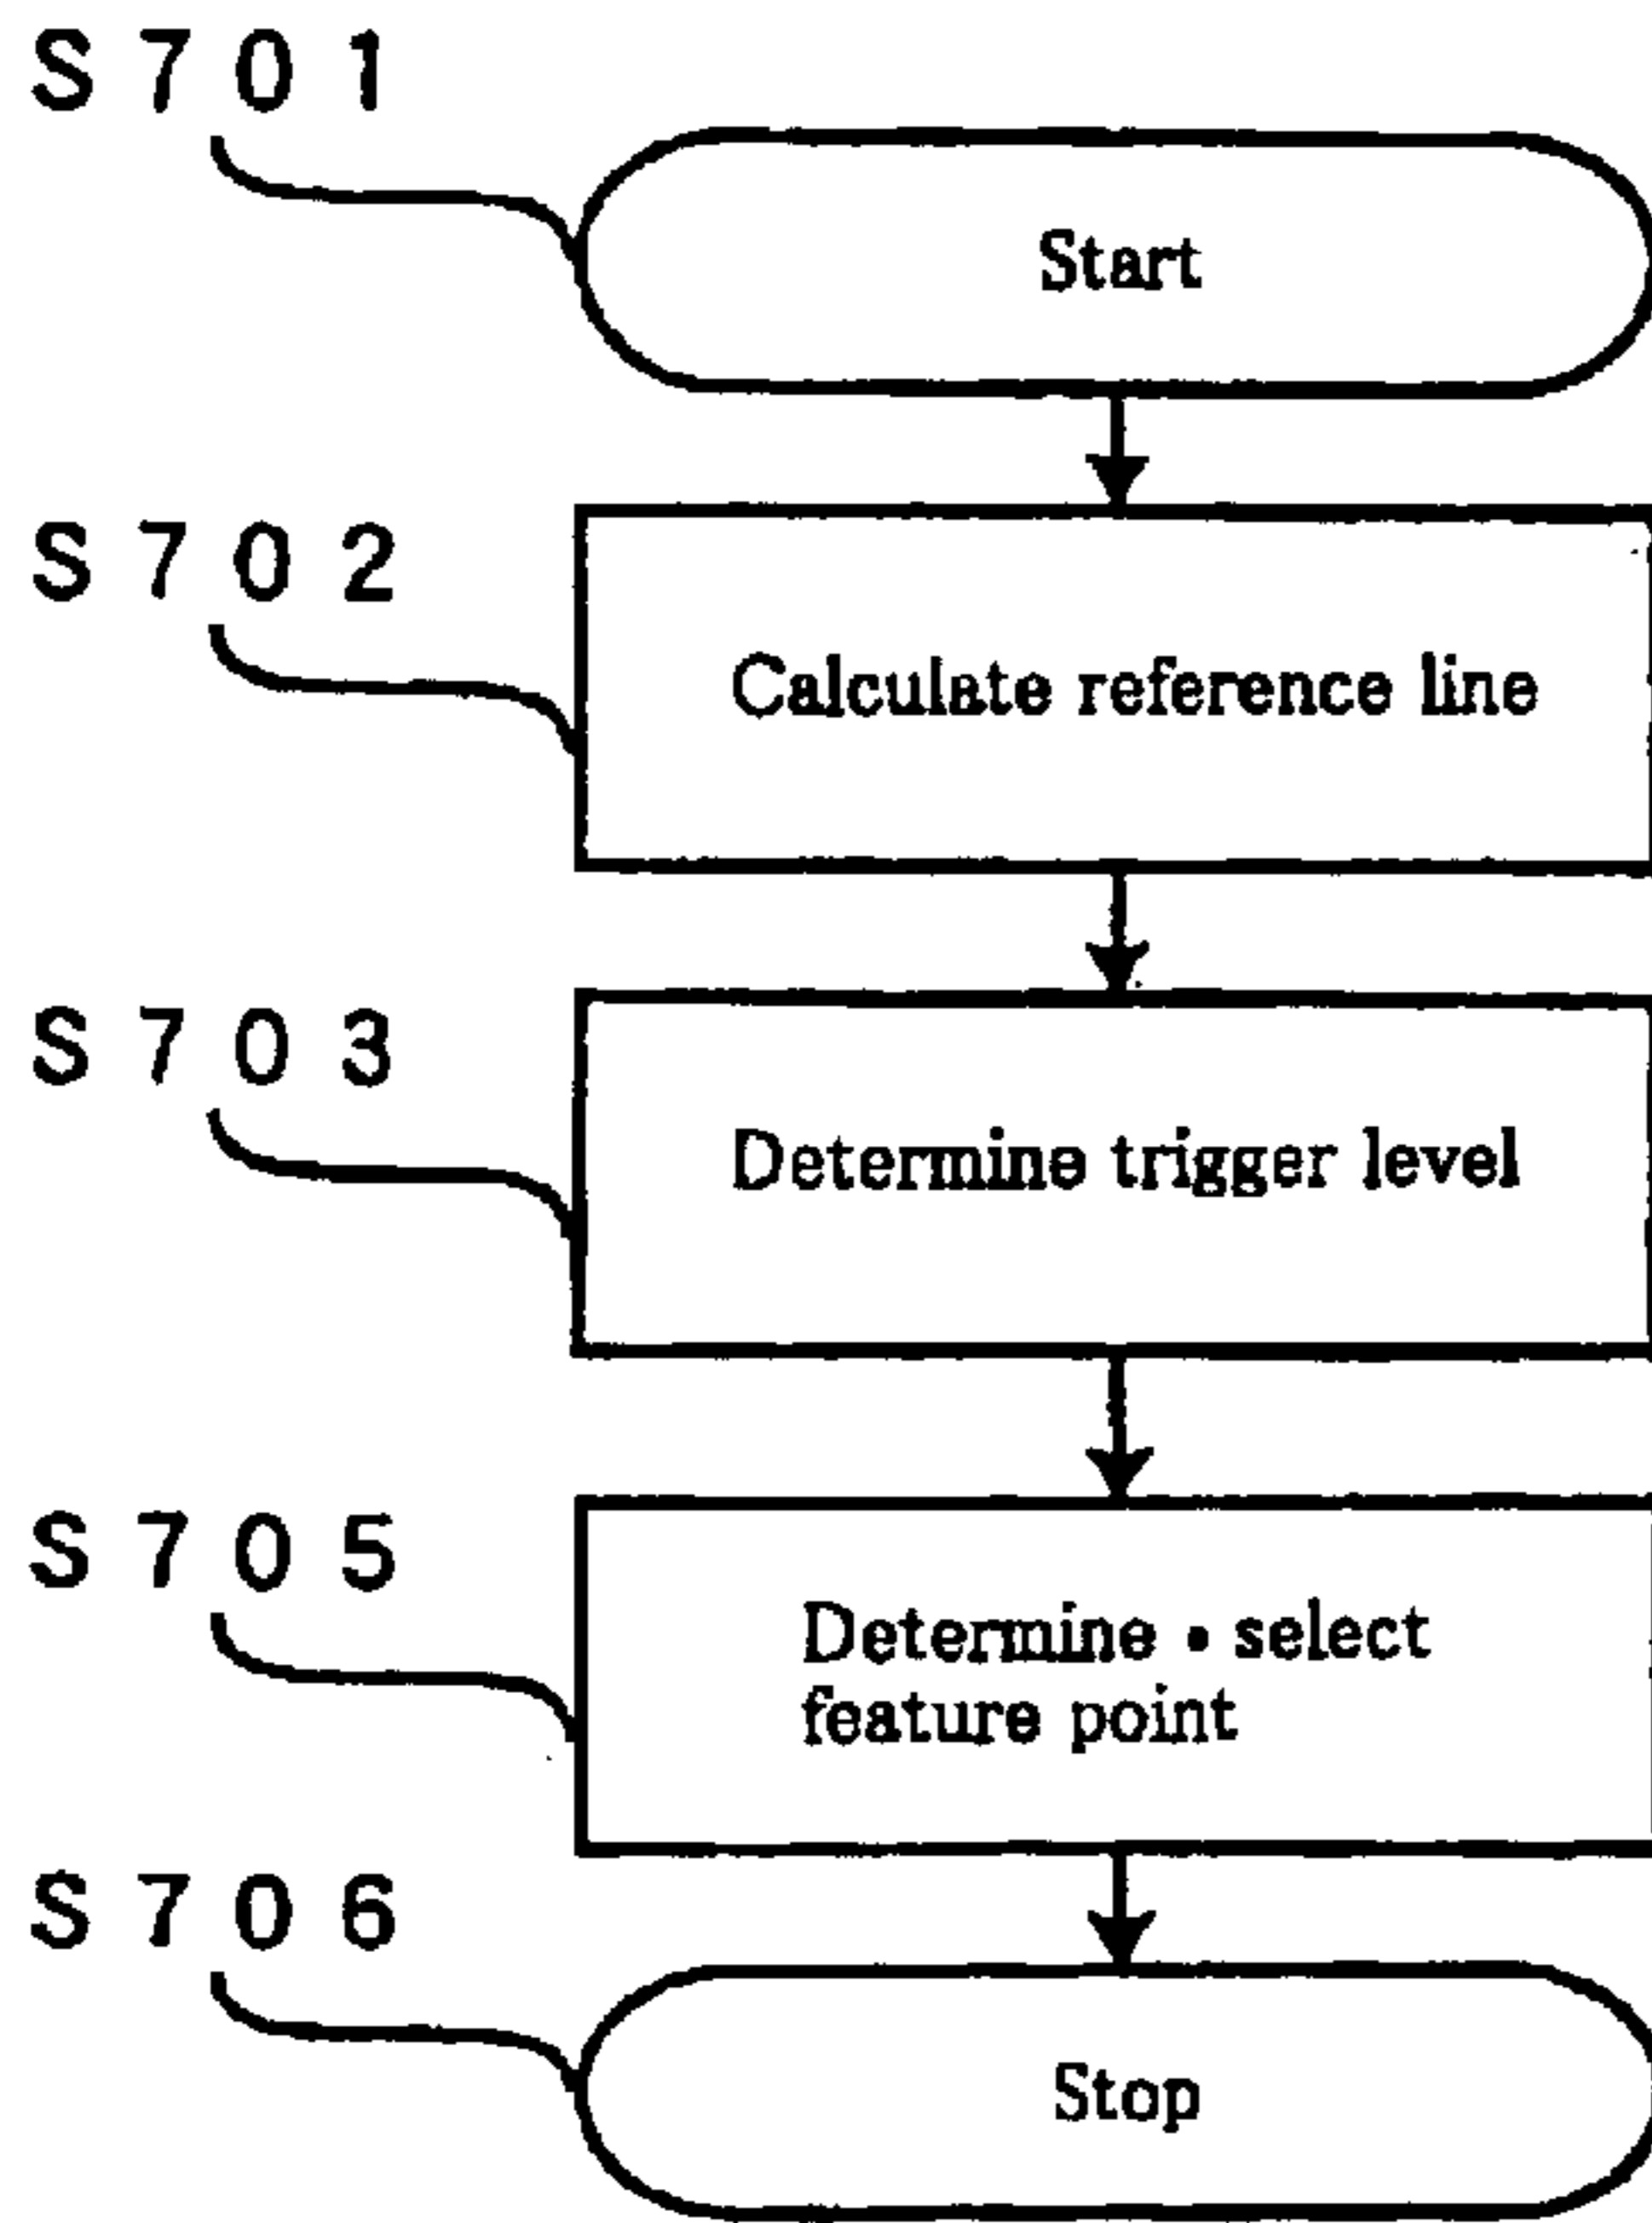 S701
Start
S702
Calculate reference line
S703
Determine trigger level
S705
Determine • select
feature point
S706
Stop